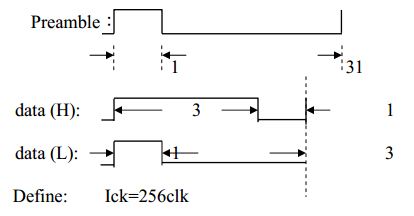 Preamble :
1 31
data (H): 3 1
data (L): 1 3
Define: Ick=256clk